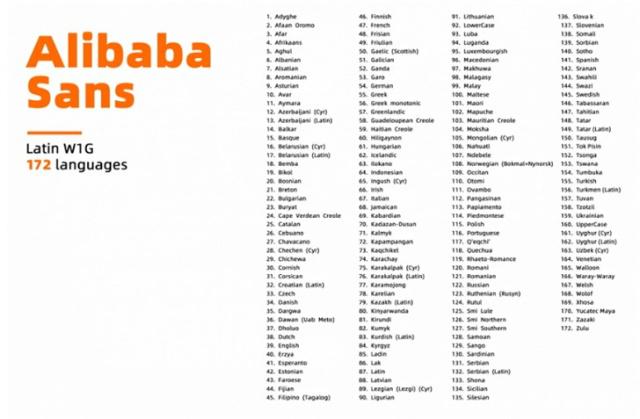 Alibaba
Sans
Latin W1G
172 languages
1. Adyghe
2. Afaan Oromo
3. Afar
4. Afrikaans
5. Aghul
6. Albanian
7. Alsatian
8. Aromanian
9. Asturian
10. Avar
11. Aymara
12. Azerbaijani (Cyr)
13. Azerbaijani (Latin)
14. Balkar
15. Basque
16. Belarusian (Cyr)
17. Belarusian (Latin)
18. Bemba
19. Bikol
20. Bosnian
21. Breton
22. Bulgarian
23. Buryat
24. Cape Verdean Creole
25. Catalan
26. Cebuano
27. Chavacano
28. Chechen (Cyr)
29. Chichewa
30. Cornish
31. Corsican
32. Croatian (Latin)
33. Czech
34. Danish
35. Dargwa
36. Dawan (Uab Meto)
37. Dholuo
38. Dutch
39. English
40. Erzya
41. Esperanto
42. Estonian
43. Faroese
44. Fijian
45. Filipino (Tagalog)
46. Finnish
47. French
48. Frisian
49. Friulian
50. Gaelic (Scottish)
51. Galician
52. Ganda
53. Garo
54. German
55. Greek
56. Greek monotonic
57. Greenlandic
58. Guadeloupean Creole
59. Haitian Creole
60. Hiligaynon
61. Hungarian
62. Icelandic
63. Ilokano
64. Indonesian
65. Ingush (Cyr)
66. Irish
67. Italian
68. Jamaican
69. Kabardian
70. Kadazan-Dusan
71. Kalmyk
72. Kapampangan
73. Kaqchikel
74. Karachay
75. Karakalpak (Cyr)
76. Karakalpak (Latin)
77. Karamojong
78. Karelian
79. Kazakh (Latin)
80. Kinyarwanda
81. Kirundi
82. Kumyk
83. Kurdish (Latin)
84. Kyrgyz
85. Ladin
86. Lak
87. Latin
88. Latvian
89. Lezgian (Lezgi) (Cyr)
90. Ligurian
91. Lithuanian
92. LowerCase
93. Luba
94. Luganda
95. Luxembourgish
96. Macedonian
97. Makhuwa
98. Malagasy
99. Malay
100. Maltese
101. Maori
102. Mapuche
103. Mauritian Creole
104. Moksha
105. Mongolian (Cyr)
106. Nahuatl
107. Ndebele
108. Norwegian (Bokmal+Nynorsk)
109. Occitan
110. Otomi
111. Ovambo
112. Pangasinan
113. Papiamento
114. Piedmontese
115. Polish
116. Portuguese
117. Q'eqchi'
118. Quechua
119. Rhaeto-Romance
120. Romani
121. Romanian
122. Russian
123. Ruthenian (Rusyn)
124. Rutul
125. Smi Lule
126. Smi Northern
127. Smi Southern
128. Samoan
129. Sango
130. Sardinian
131. Serbian
132. Serbian (Latin)
133. Shona
134. Sicilian
135. Silesian
136. Slovak
137. Slovenian
138. Somali
139. Sorbian
140. Sotho
141. Spanish
142. Sranan
143. Swahili
144. Swazi
145. Swedish
146. Tabassaran
147. Tahitian
148. Tatar
149. Tatar (Latin)
150. Tausug
151. Tok Pisin
152. Tsonga
153. Tswana
154. Tumbuka
155. Turkish
156. Turkmen (Latin)
157. Tuvan
158. Tzotzil
159. Ukrainian
160. UpperCase
161. Uyghur (Cyr)
162. Uyghur (Latin)
163. Uzbek (Cyr)
164. Venetian
165. Walloon
166. Waray-Waray
167. Welsh
168. Wolof
169. Xhosa
170. Yucatec Maya
171. Zazaki
172. Zulu